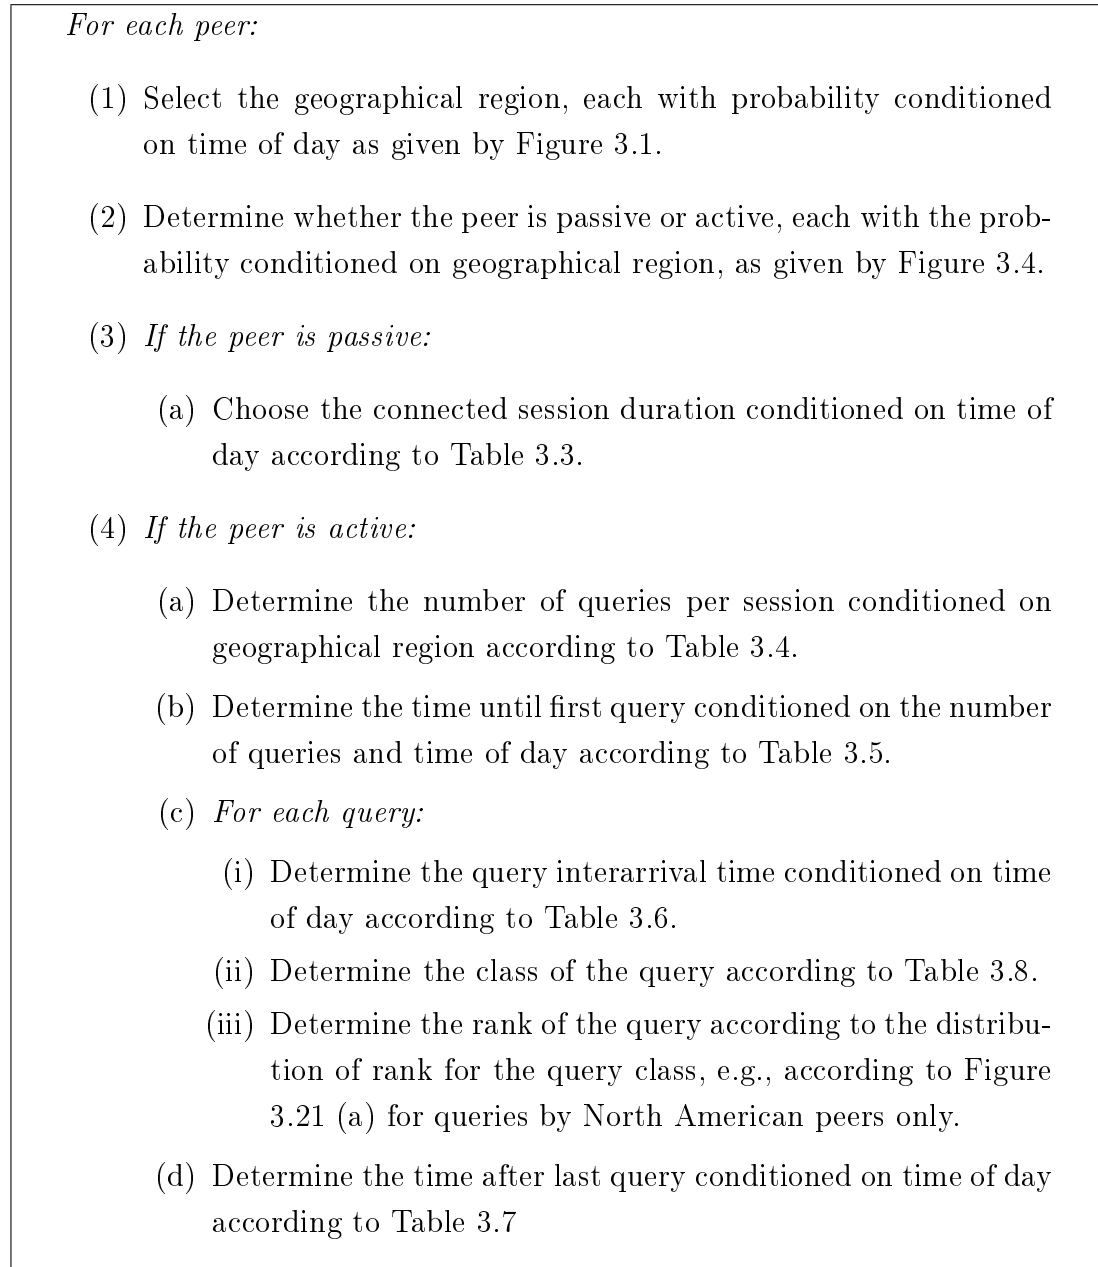 For each peer:
(1) Select the geographical region, each with probability conditioned
on time of day as given by Figure 3.1.
(2) Determine whether the peer is passive or active, each with the prob-
ability conditioned on geographical region, as given by Figure 3.4.
(3) If the peer is passive:
(a) Choose the connected session duration conditioned on time of
day according to Table 3.3.
(4) If the peer is active:
(a) Determine the number of queries per session conditioned on
geographical region according to Table 3.4.
(b) Determine the time until first query conditioned on the number
of queries and time of day according to Table 3.5.
(c) For each query:
(i) Determine the query interarrival time conditioned on time
of day according to Table 3.6.
(ii) Determine the class of the query according to Table 3.8.
(iii) Determine the rank of the query according to the distribu-
tion of rank for the query class, e.g., according to Figure
3.21 (a) for queries by North American peers only.
(d) Determine the time after last query conditioned on time of day
according to Table 3.7